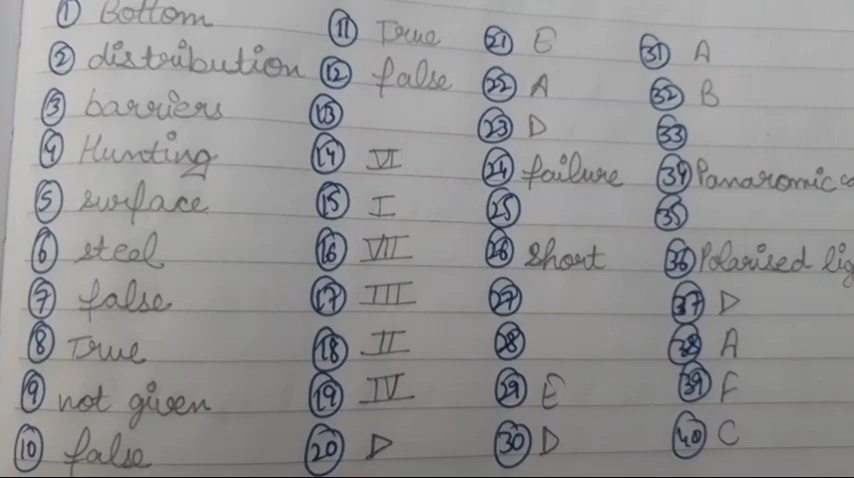 ① Bottom
② distribution
③ barriers
④ Hunting
⑤ surface
⑥ steal
⑦ false
⑧ True
⑨ not given
⑩ false
⑪ True
⑫ false
⑬
⑭ VI
⑮ I
⑯ VII
⑰ III
⑱ II
⑲ IV
⑳ D
㉑ E
㉒ A
㉓ D
㉔ failure
㉕
㉖ short
㉗
㉘
㉙ E
㉚ D
㉛ A
㉜ B
㉝
㉞ Panaromic
㉟
㊱ Polarised lig
㊲ D
㊳ A
㊴ F
㊵ C